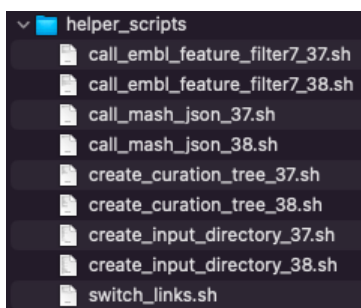 helper_scripts
call_embl_feature_filter7_37.sh
call_embl_feature_filter7_38.sh
call_mash_json_37.sh
call_mash_json_38.sh
create_curation_tree_37.sh
create_curation_tree_38.sh
create_input_directory_37.sh
create_input_directory_38.sh
switch_links.sh